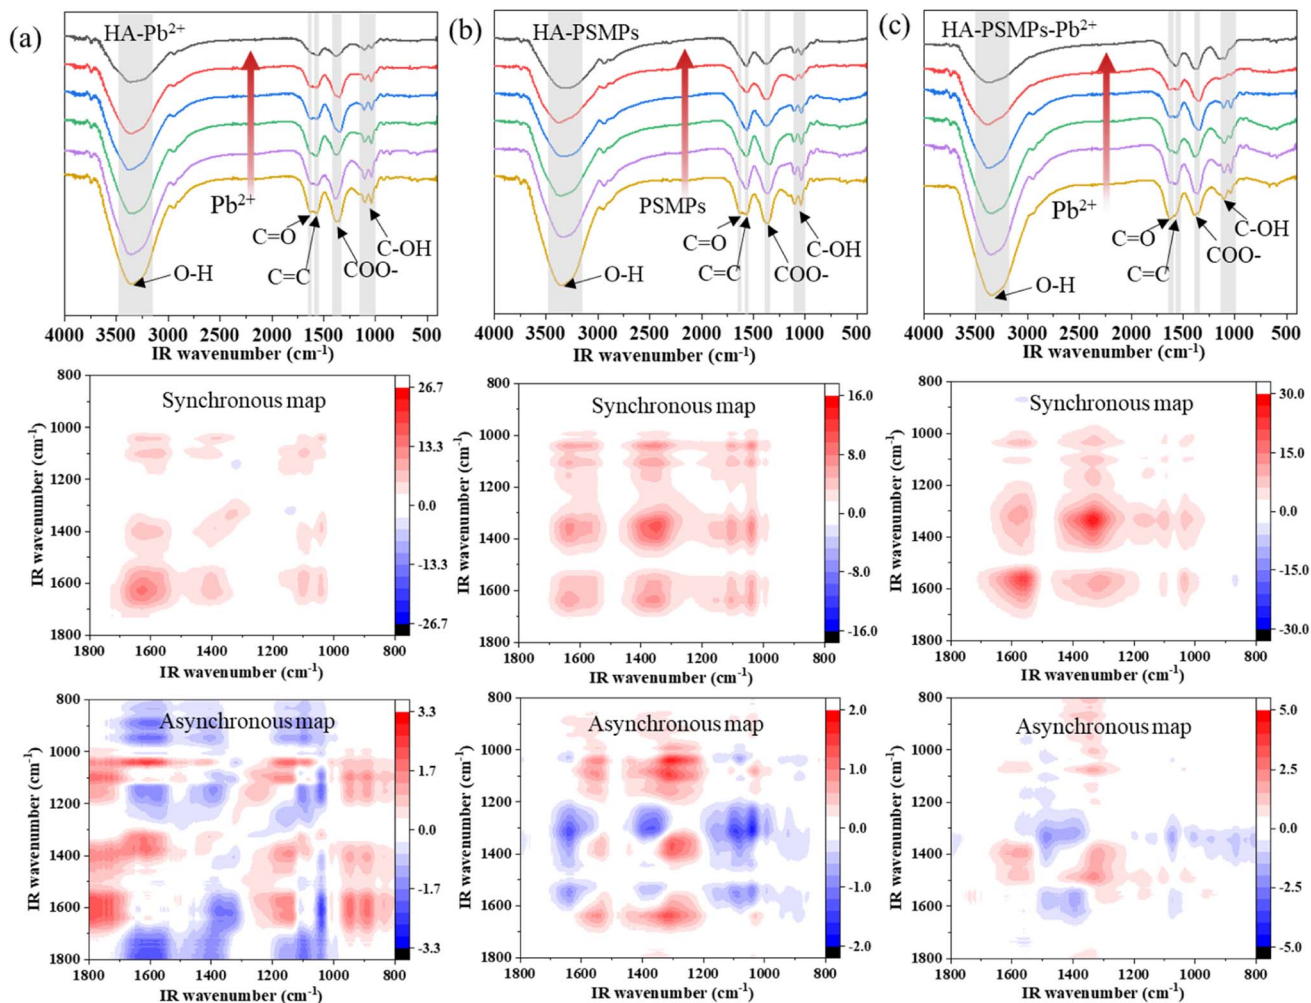 (a)
HA-Pb²⁺
Pb²⁺
C=O
C=C
COO-
C-OH
O-H
4000 3500 3000 2500 2000 1500 1000 500
IR wavenumber (cm⁻¹)
(b)
HA-PSMPs
PSMPs
C=O
C=C
COO-
C-OH
O-H
4000 3500 3000 2500 2000 1500 1000 500
IR wavenumber (cm⁻¹)
(c)
HA-PSMPs-Pb²⁺
Pb²⁺
C=O
C=C
COO-
C-OH
O-H
4000 3500 3000 2500 2000 1500 1000 500
IR wavenumber (cm⁻¹)
Synchronous map
IR wavenumber (cm⁻¹)
800
1000
1200
1400
1600
1800
1800 1600 1400 1200 1000 800
IR wavenumber (cm⁻¹)
26.7
13.3
0.0
-13.3
-26.7
Synchronous map
IR wavenumber (cm⁻¹)
800
1000
1200
1400
1600
1800
1800 1600 1400 1200 1000 800
IR wavenumber (cm⁻¹)
16.0
8.0
0.0
-8.0
-16.0
Synchronous map
IR wavenumber (cm⁻¹)
800
1000
1200
1400
1600
1800
1800 1600 1400 1200 1000 800
IR wavenumber (cm⁻¹)
30.0
15.0
0.0
-15.0
-30.0
Asynchronous map
IR wavenumber (cm⁻¹)
800
1000
1200
1400
1600
1800
1800 1600 1400 1200 1000 800
IR wavenumber (cm⁻¹)
3.3
1.7
0.0
-1.7
-3.3
Asynchronous map
IR wavenumber (cm⁻¹)
800
1000
1200
1400
1600
1800
1800 1600 1400 1200 1000 800
IR wavenumber (cm⁻¹)
2.0
1.0
0.0
-1.0
-2.0
Asynchronous map
IR wavenumber (cm⁻¹)
800
1000
1200
1400
1600
1800
1800 1600 1400 1200 1000 800
IR wavenumber (cm⁻¹)
5.0
2.5
0.0
-2.5
-5.0